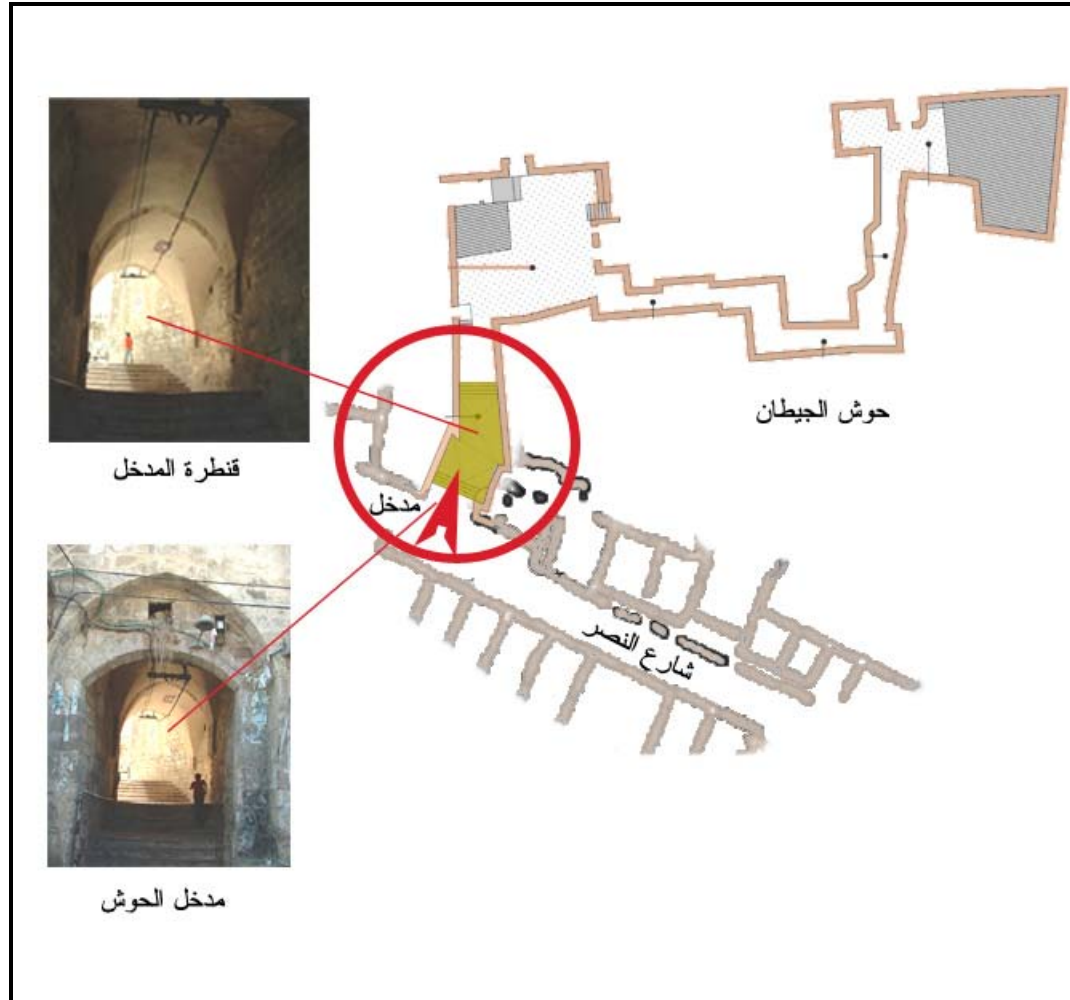 قنطرة المدخل
حوش الجيطان
مدخل
شارع النصر
مدخل الحوش